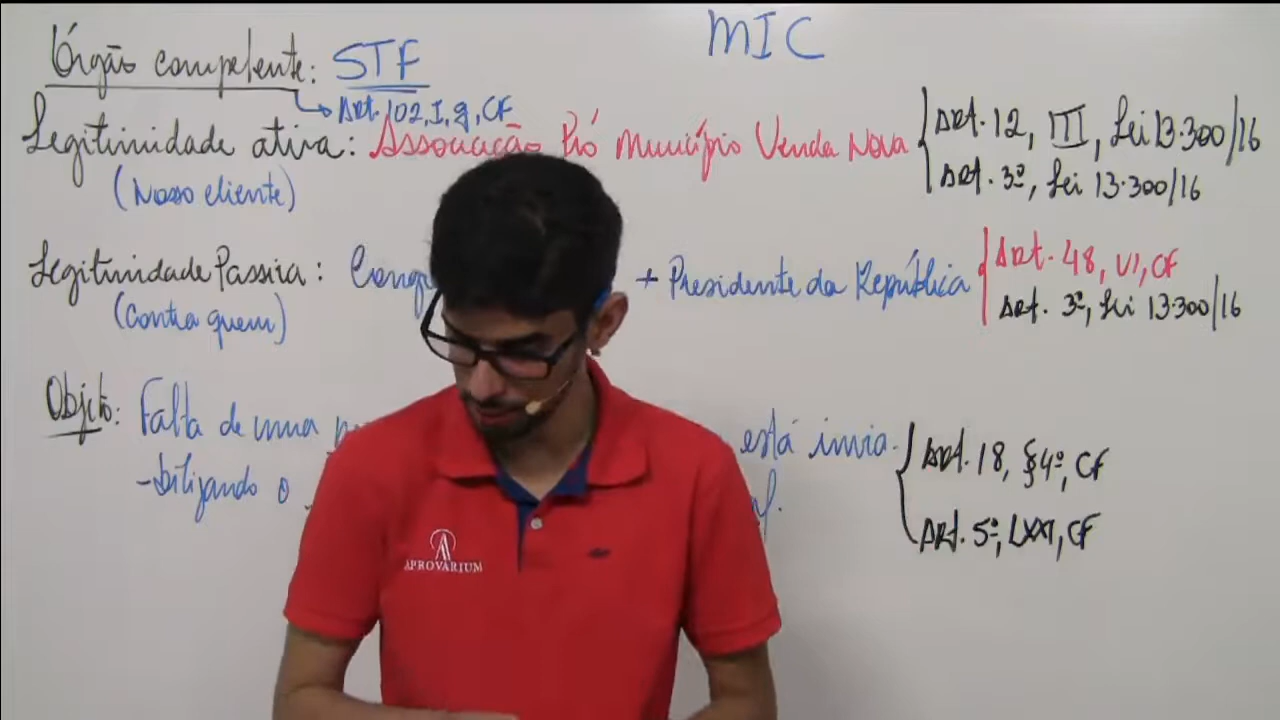 MIC
Órgão competente: STF
Art. 102, I, q, CF
Legitimidade ativa: Associação Pró Município Venda Nova
(Nosso cliente)
Art. 12, III, Lei 13.300/16
Art. 3º, Lei 13.300/16
Legitimidade Passiva: + Presidente da República
(Contra quem)
Art. 48, VI, CF
Art. 3º, Lei 13.300/16
Objeto: Falta de uma está invia-
-bilizando o
Art. 18, §4º, CF
Art. 5º, LXXI, CF
APROVARIUM